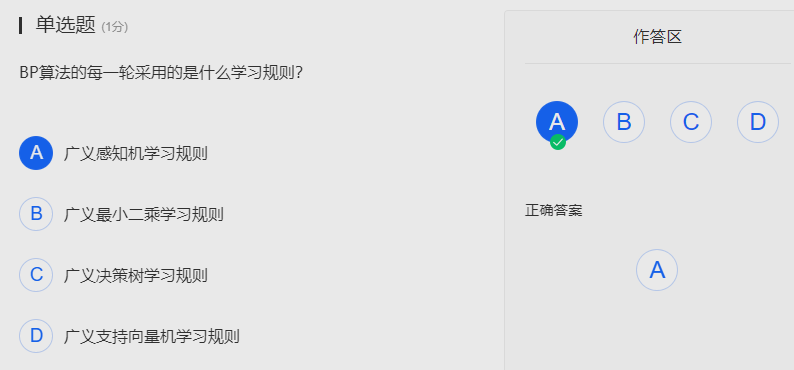 单选题 (1分)
BP算法的每一轮采用的是什么学习规则?
A 广义感知机学习规则
B 广义最小二乘学习规则
C 广义决策树学习规则
D 广义支持向量机学习规则
作答区
A B C D
正确答案
A